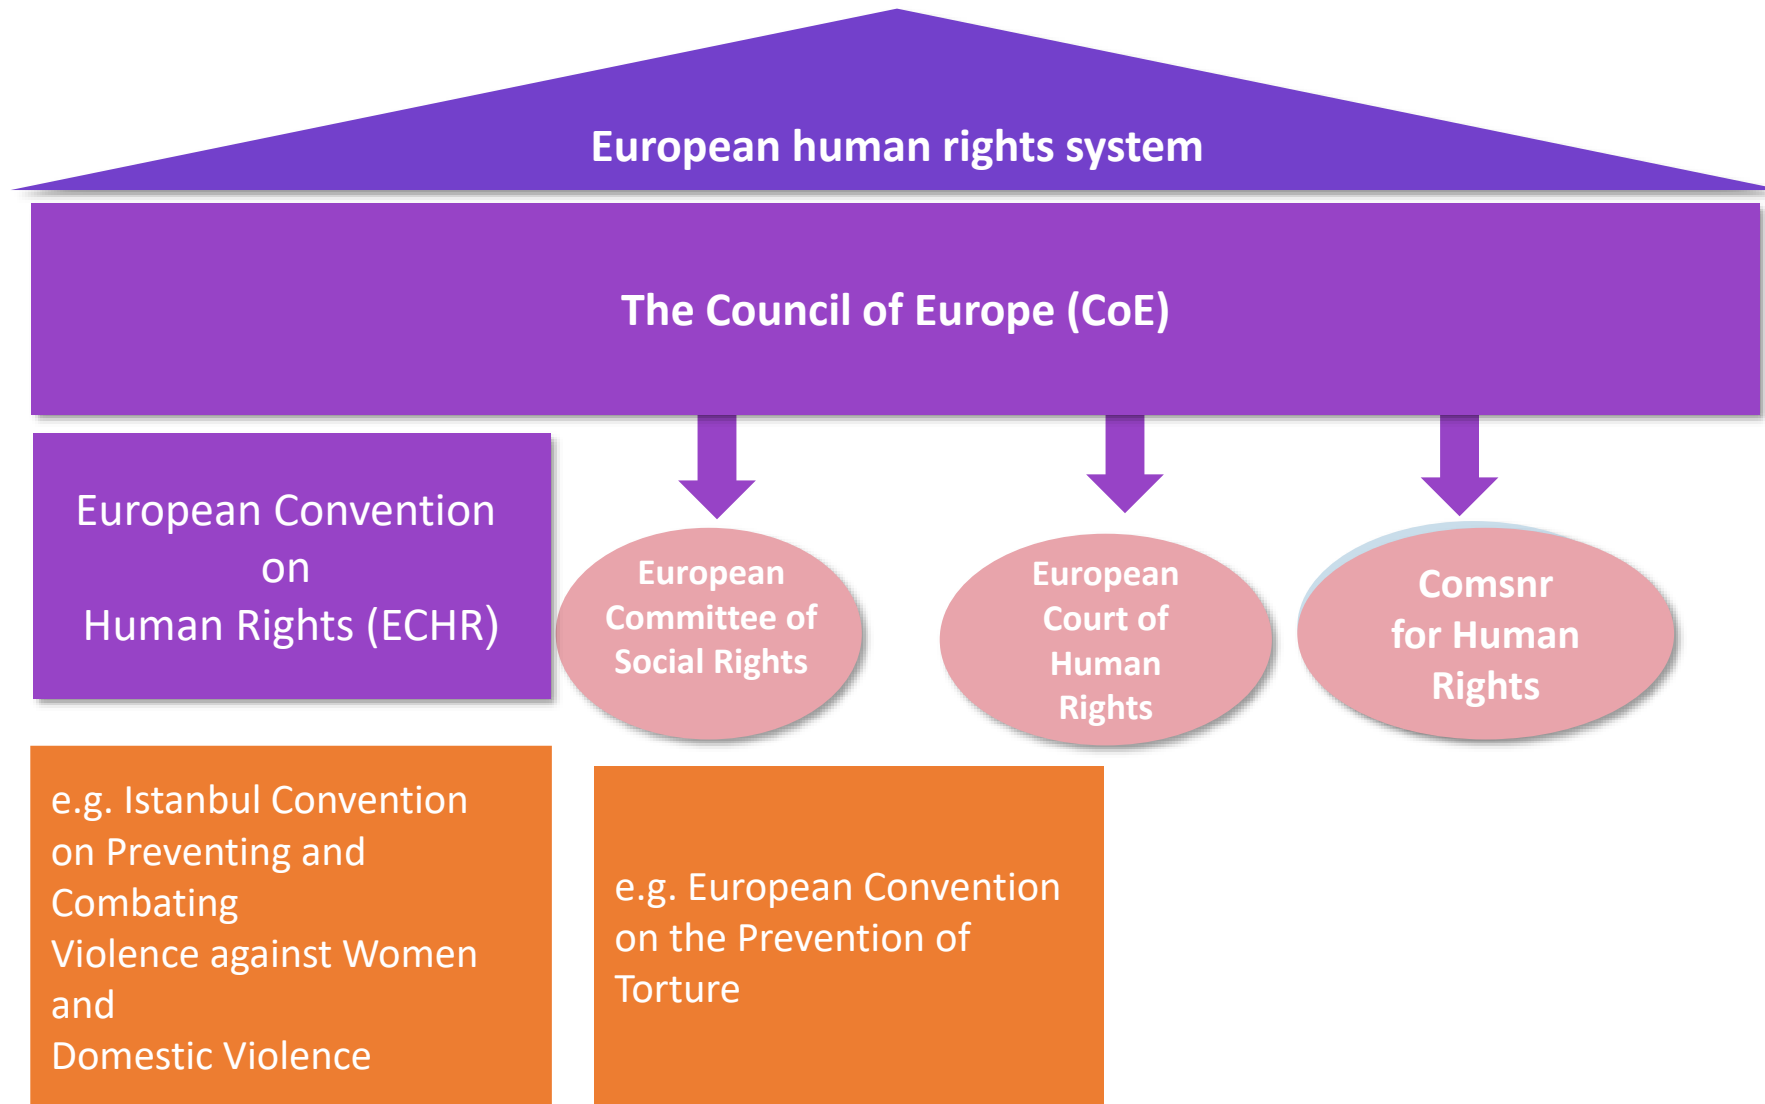 European human rights system
The Council of Europe (CoE)
European Convention
on
Human Rights (ECHR)
European
Committee of
Social Rights
European
Court of
Human
Rights
Comsnr
for Human
Rights
e.g. Istanbul Convention
on Preventing and
Combating
Violence against Women
and
Domestic Violence
e.g. European Convention
on the Prevention of
Torture